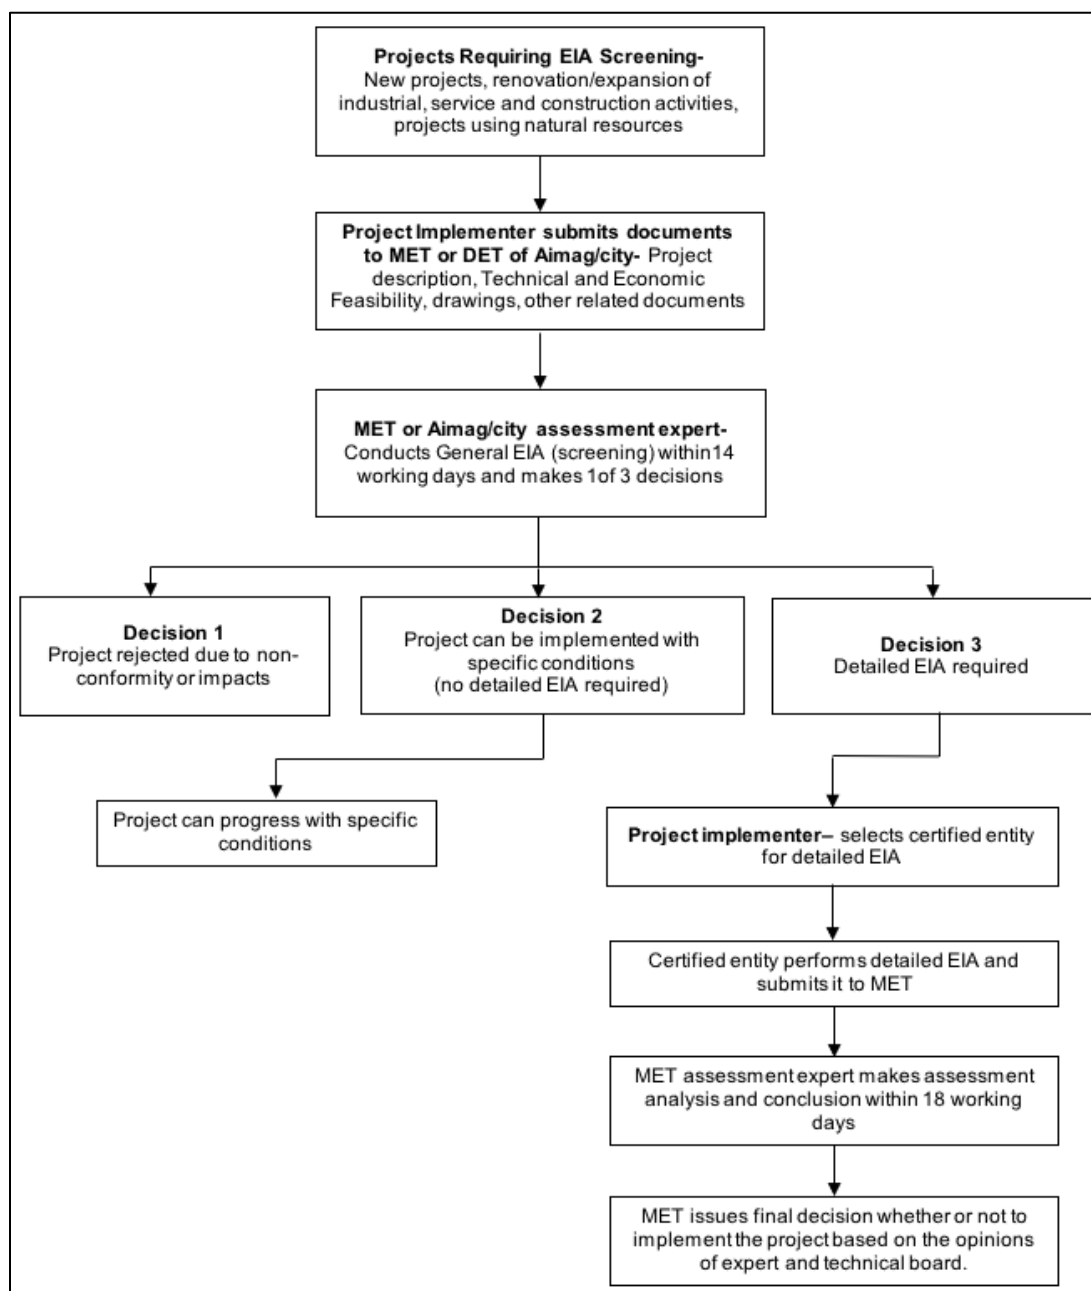 Projects Requiring EIA Screening-
New projects, renovation/expansion of
industrial, service and construction activities,
projects using natural resources
Project Implementer submits documents
to MET or DET of Aimag/city- Project
description, Technical and Economic
Feasibility, drawings, other related documents
MET or Aimag/city assessment expert-
Conducts General EIA (screening) within 14
working days and makes 1 of 3 decisions
Decision 1
Project rejected due to non-
conformity or impacts
Decision 2
Project can be implemented with
specific conditions
(no detailed EIA required)
Decision 3
Detailed EIA required
Project can progress with specific
conditions
Project implementer– selects certified entity
for detailed EIA
Certified entity performs detailed EIA and
submits it to MET
MET assessment expert makes assessment
analysis and conclusion within 18 working
days
MET issues final decision whether or not to
implement the project based on the opinions
of expert and technical board.